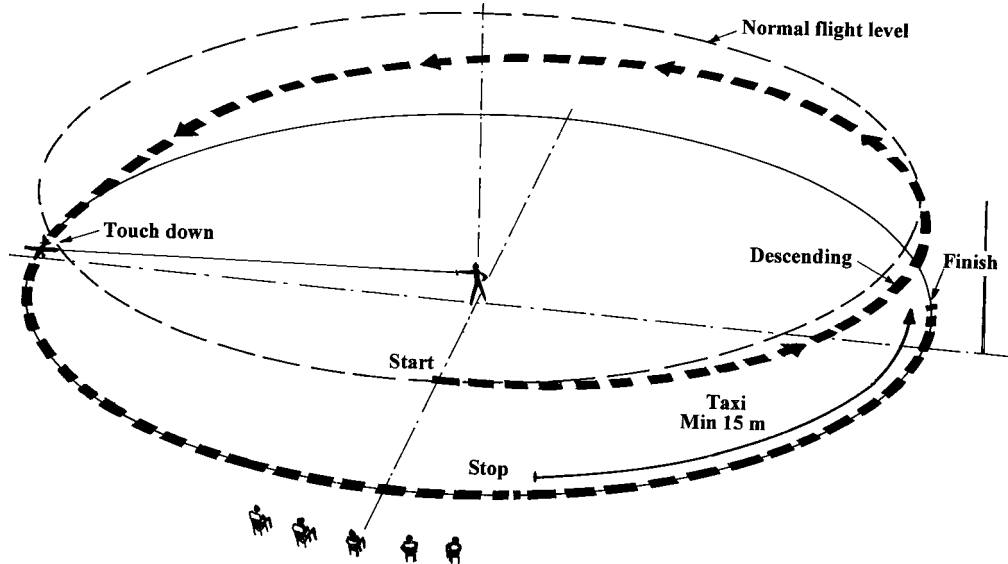 Normal flight level
Touch down
Descending
Finish
Start
Taxi
Min 15 m
Stop